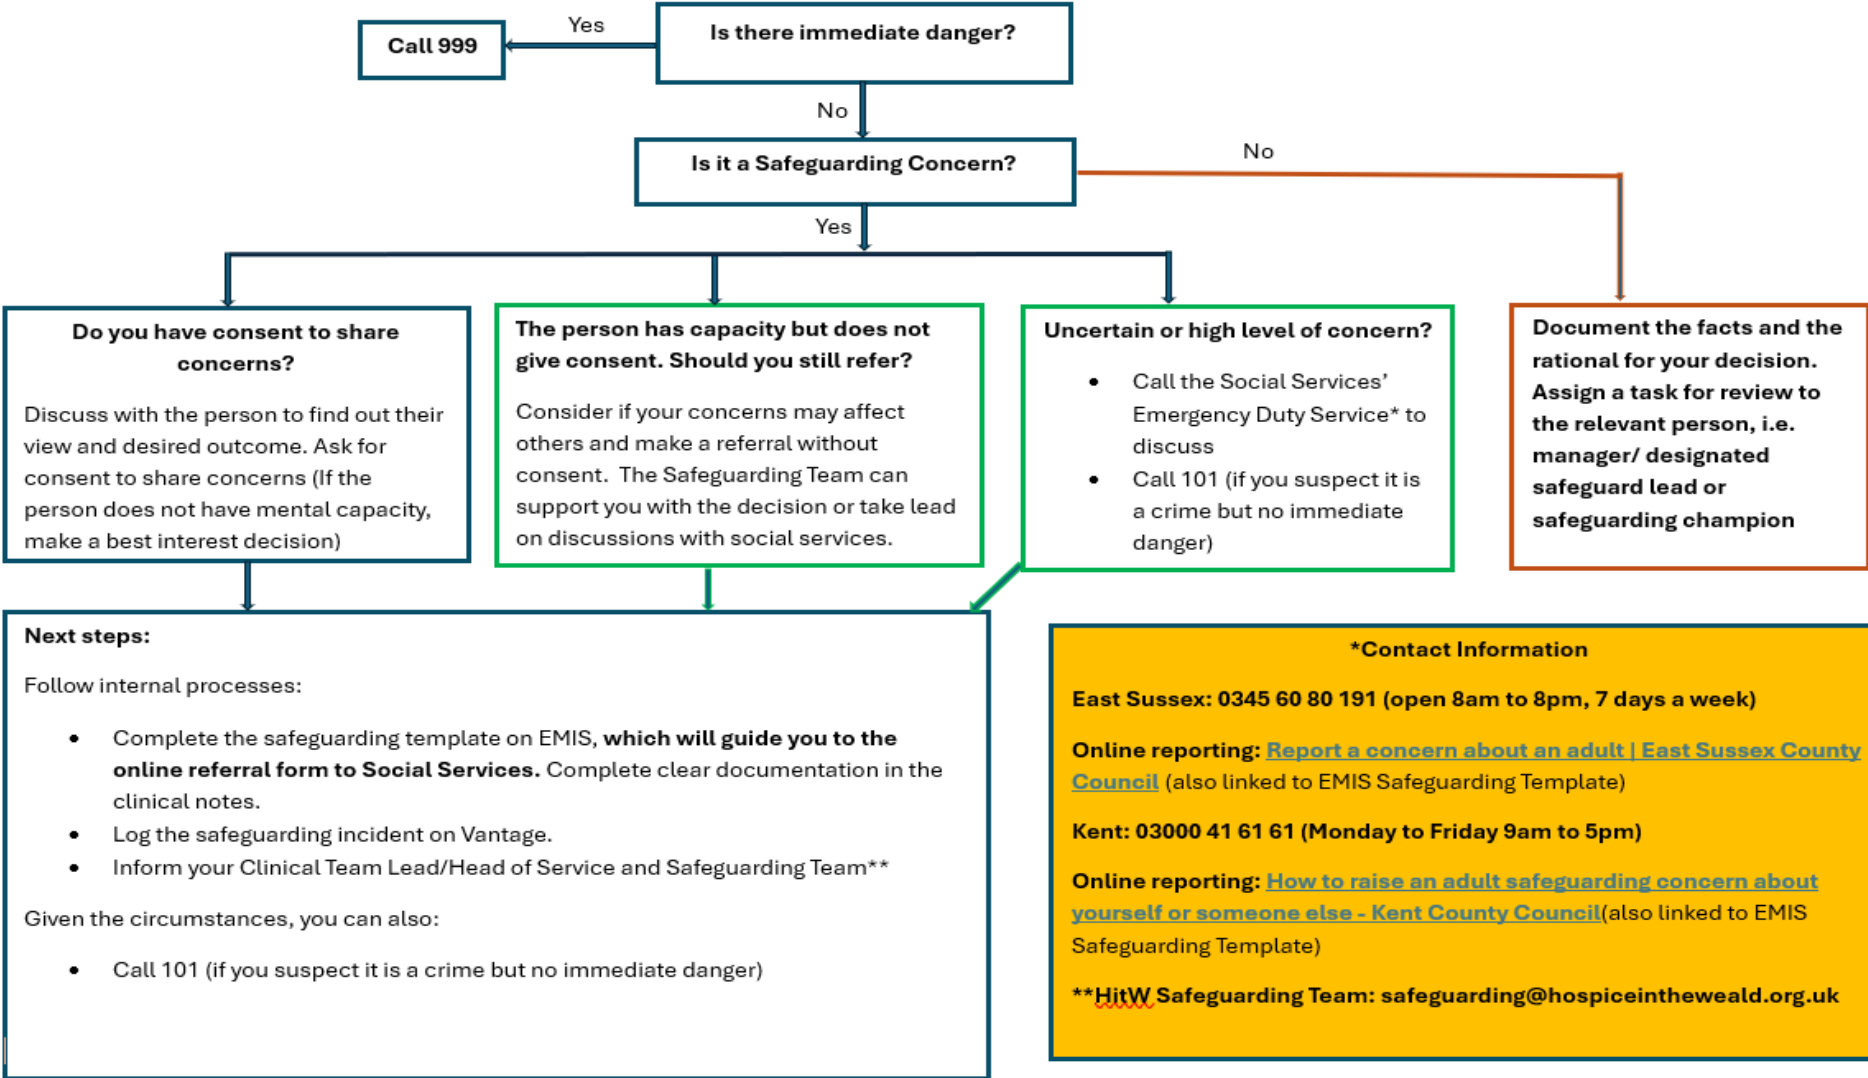 Is there immediate danger?
Yes
Call 999
No
Is it a Safeguarding Concern?
No
Yes
Do you have consent to share
concerns?
Discuss with the person to find out their
view and desired outcome. Ask for
consent to share concerns (If the
person does not have mental capacity,
make a best interest decision)
The person has capacity but does not
give consent. Should you still refer?
Consider if your concerns may affect
others and make a referral without
consent. The Safeguarding Team can
support you with the decision or take lead
on discussions with social services.
Uncertain or high level of concern?
• Call the Social Services’
Emergency Duty Service* to
discuss
• Call 101 (if you suspect it is
a crime but no immediate
danger)
Document the facts and the
rational for your decision.
Assign a task for review to
the relevant person, i.e.
manager/ designated
safeguard lead or
safeguarding champion
Next steps:
Follow internal processes:
• Complete the safeguarding template on EMIS, which will guide you to the
online referral form to Social Services. Complete clear documentation in the
clinical notes.
• Log the safeguarding incident on Vantage.
• Inform your Clinical Team Lead/Head of Service and Safeguarding Team**
Given the circumstances, you can also:
• Call 101 (if you suspect it is a crime but no immediate danger)
*Contact Information
East Sussex: 0345 60 80 191 (open 8am to 8pm, 7 days a week)
Online reporting: Report a concern about an adult | East Sussex County
Council (also linked to EMIS Safeguarding Template)
Kent: 03000 41 61 61 (Monday to Friday 9am to 5pm)
Online reporting: How to raise an adult safeguarding concern about
yourself or someone else - Kent County Council(also linked to EMIS
Safeguarding Template)
**HitW Safeguarding Team: safeguarding@hospiceintheweald.org.uk